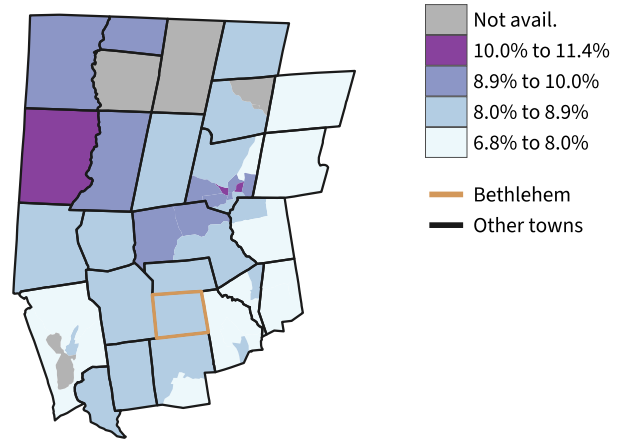 Not avail.
10.0% to 11.4%
8.9% to 10.0%
8.0% to 8.9%
6.8% to 8.0%
Bethlehem
Other towns